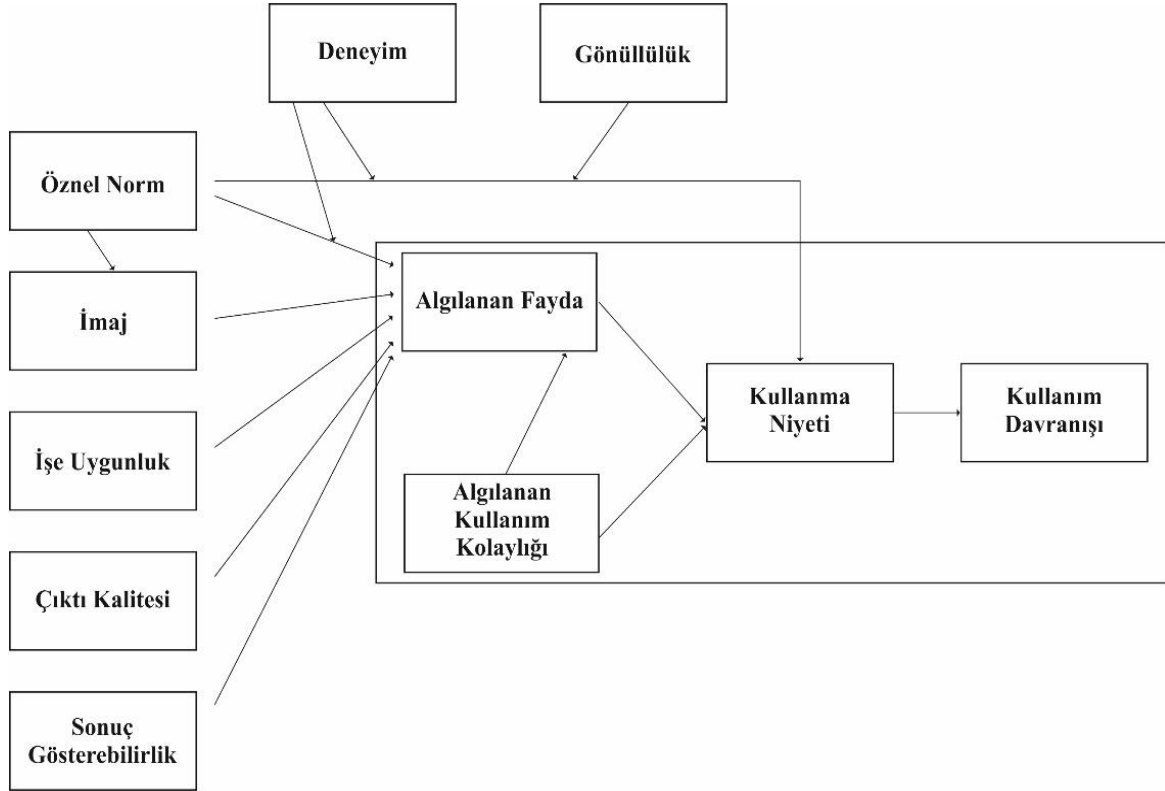 Deneyim
Gönüllülük
Öznel Norm
İmaj
Algılanan Fayda
Kullanma
Niyeti
Kullanım
Davranışı
İşe Uygunluk
Algılanan
Kullanım
Kolaylığı
Çıktı Kalitesi
Sonuç
Gösterebilirlik